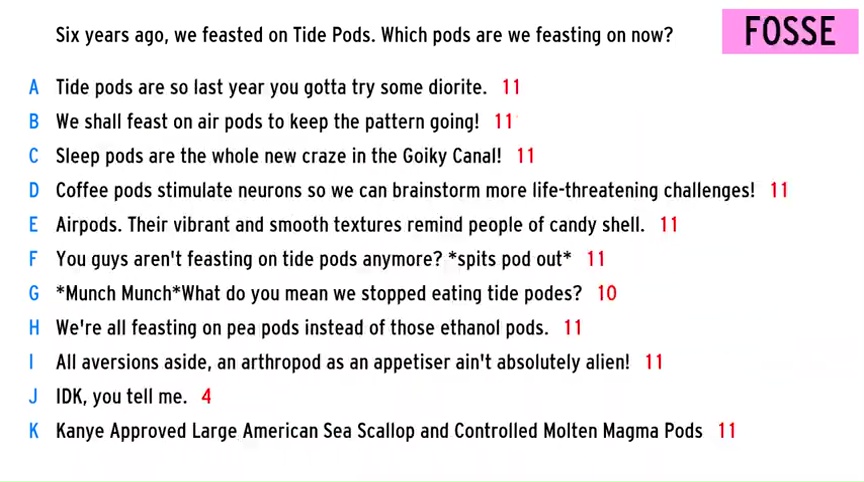 Six years ago, we feasted on Tide Pods. Which pods are we feasting on now?
FOSSE
A Tide pods are so last year you gotta try some diorite. 11
B We shall feast on air pods to keep the pattern going! 11
C Sleep pods are the whole new craze in the Goiky Canal! 11
D Coffee pods stimulate neurons so we can brainstorm more life-threatening challenges! 11
E Airpods. Their vibrant and smooth textures remind people of candy shell. 11
F You guys aren't feasting on tide pods anymore? *spits pod out* 11
G *Munch Munch*What do you mean we stopped eating tide podes? 10
H We're all feasting on pea pods instead of those ethanol pods. 11
I All aversions aside, an arthropod as an appetiser ain't absolutely alien! 11
J IDK, you tell me. 4
K Kanye Approved Large American Sea Scallop and Controlled Molten Magma Pods 11